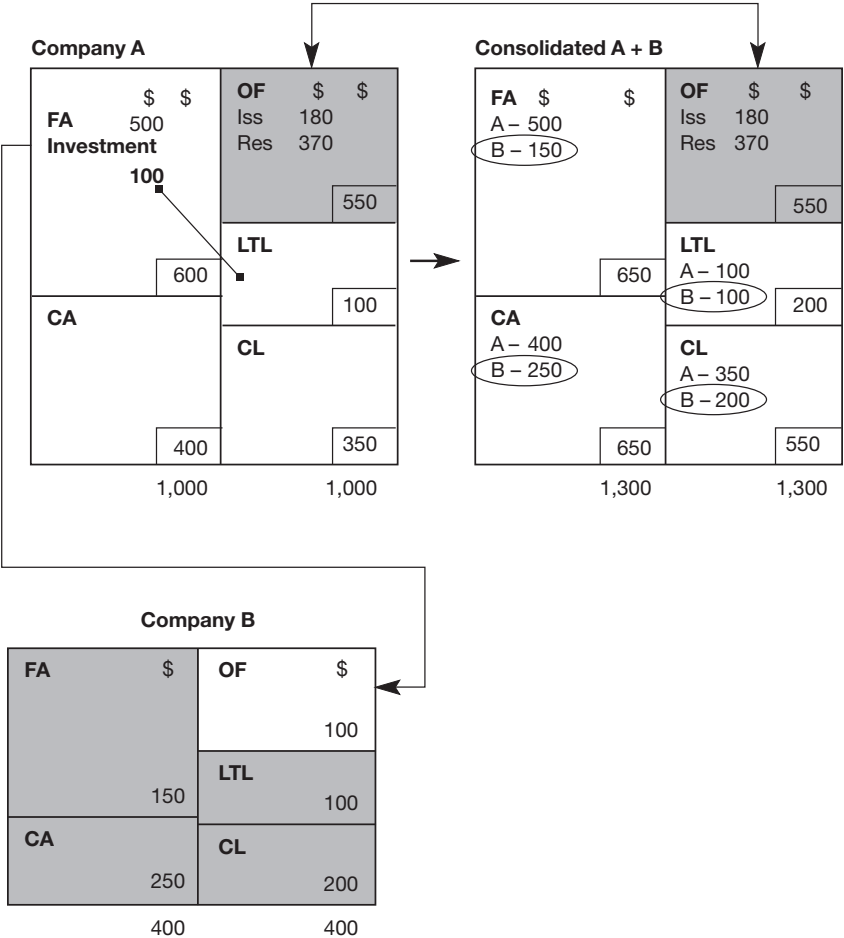 Company A
$ $
FA 500
Investment
100
600
CA
400
1,000
OF $ $
Iss 180
Res 370
550
LTL
100
CL
350
1,000
Consolidated A + B
FA $ $
A – 500
B – 150
650
CA
A – 400
B – 250
650
1,300
OF $ $
Iss 180
Res 370
550
LTL
A – 100
B – 100
200
CL
A – 350
B – 200
550
1,300
Company B
FA $
150
CA
250
400
OF $
100
LTL
100
CL
200
400